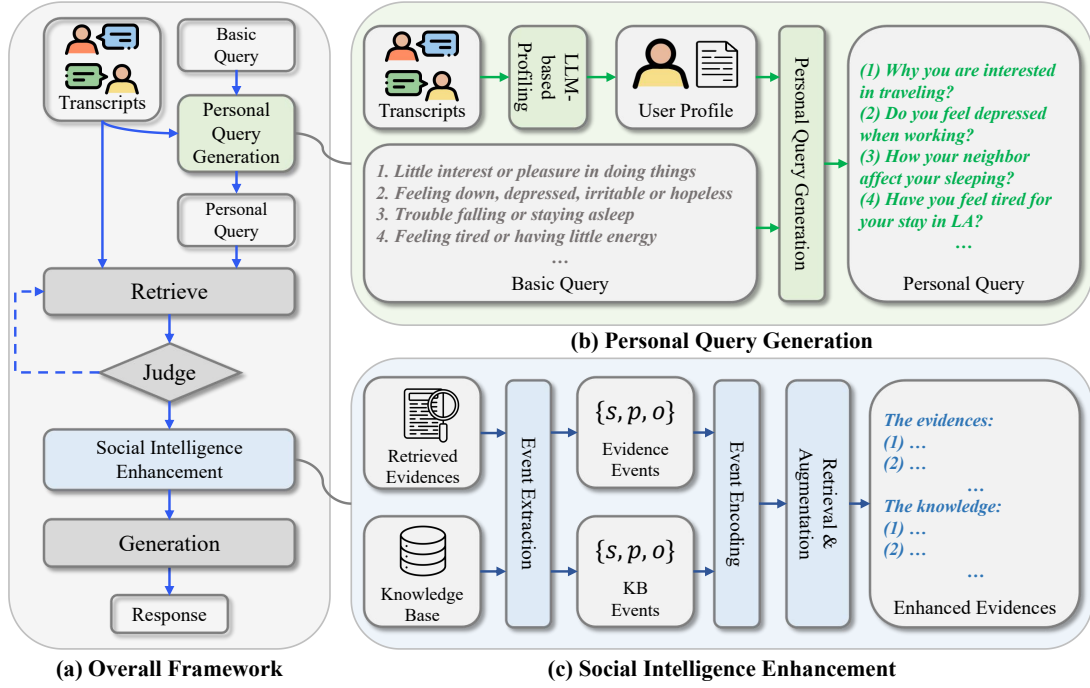 Transcripts
Basic
Query
Personal
Query
Generation
Personal
Query
Retrieve
Judge
Social Intelligence
Enhancement
Generation
Response
(a) Overall Framework
Transcripts
LLM-
based
Profiling
User Profile
1. Little interest or pleasure in doing things
2. Feeling down, depressed, irritable or hopeless
3. Trouble falling or staying asleep
4. Feeling tired or having little energy
...
Basic Query
Personal Query Generation
(1) Why you are interested
in traveling?
(2) Do you feel depressed
when working?
(3) How your neighbor
affect your sleeping?
(4) Have you feel tired for
your stay in LA?
...
Personal Query
(b) Personal Query Generation
Retrieved
Evidences
Knowledge
Base
Event Extraction
{s, p, o}
Evidence
Events
{s, p, o}
KB
Events
Event Encoding
Retrieval &
Augmentation
The evidences:
(1) ...
(2) ...
...
The knowledge:
(1) ...
(2) ...
...
Enhanced Evidences
(c) Social Intelligence Enhancement